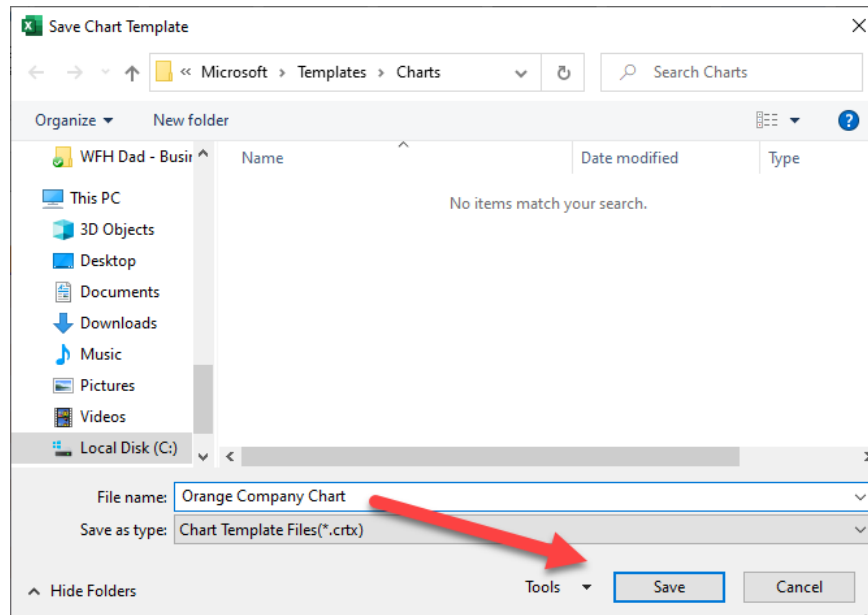 Save Chart Template
« Microsoft › Templates › Charts
Search Charts
Organize
New folder
Name
Date modified
Type
No items match your search.
WFH Dad - Busir
This PC
3D Objects
Desktop
Documents
Downloads
Music
Pictures
Videos
Local Disk (C:)
File name: Orange Company Chart
Save as type: Chart Template Files(*.crtx)
Hide Folders
Tools
Save
Cancel